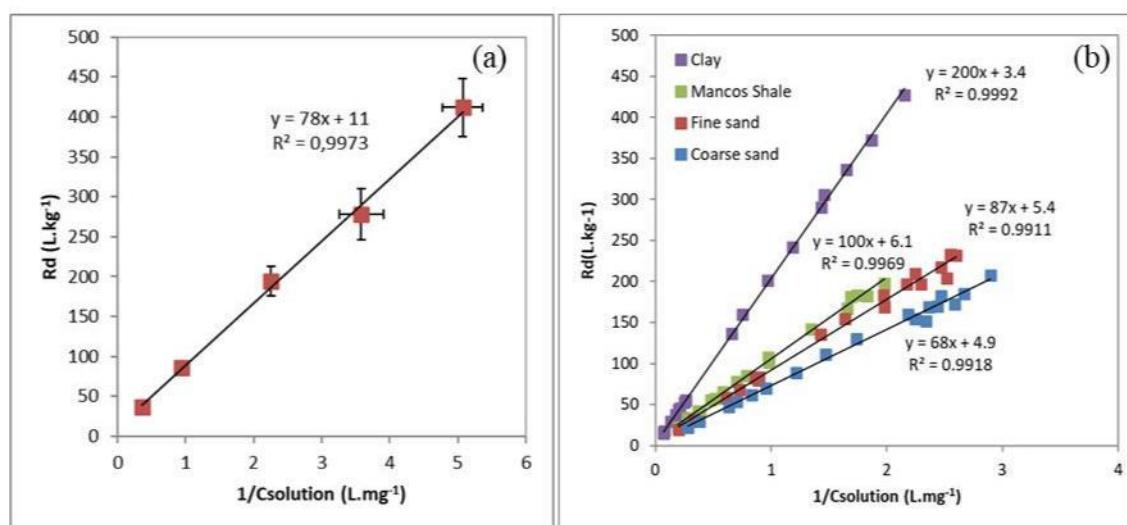 (a)
500
450
400
350
300
250
200
150
100
50
0
Rd (L.kg⁻¹)
y = 78x + 11
R² = 0,9973
0 1 2 3 4 5 6
1/Csolution (L.mg⁻¹)
(b)
500
450
400
350
300
250
200
150
100
50
0
Rd(L.kg-1)
Clay
Mancos Shale
Fine sand
Coarse sand
y = 200x + 3.4
R² = 0.9992
y = 87x + 5.4
R² = 0.9911
y = 100x + 6.1
R² = 0.9969
y = 68x + 4.9
R² = 0.9918
0 1 2 3 4
1/Csolution (L.mg⁻¹)